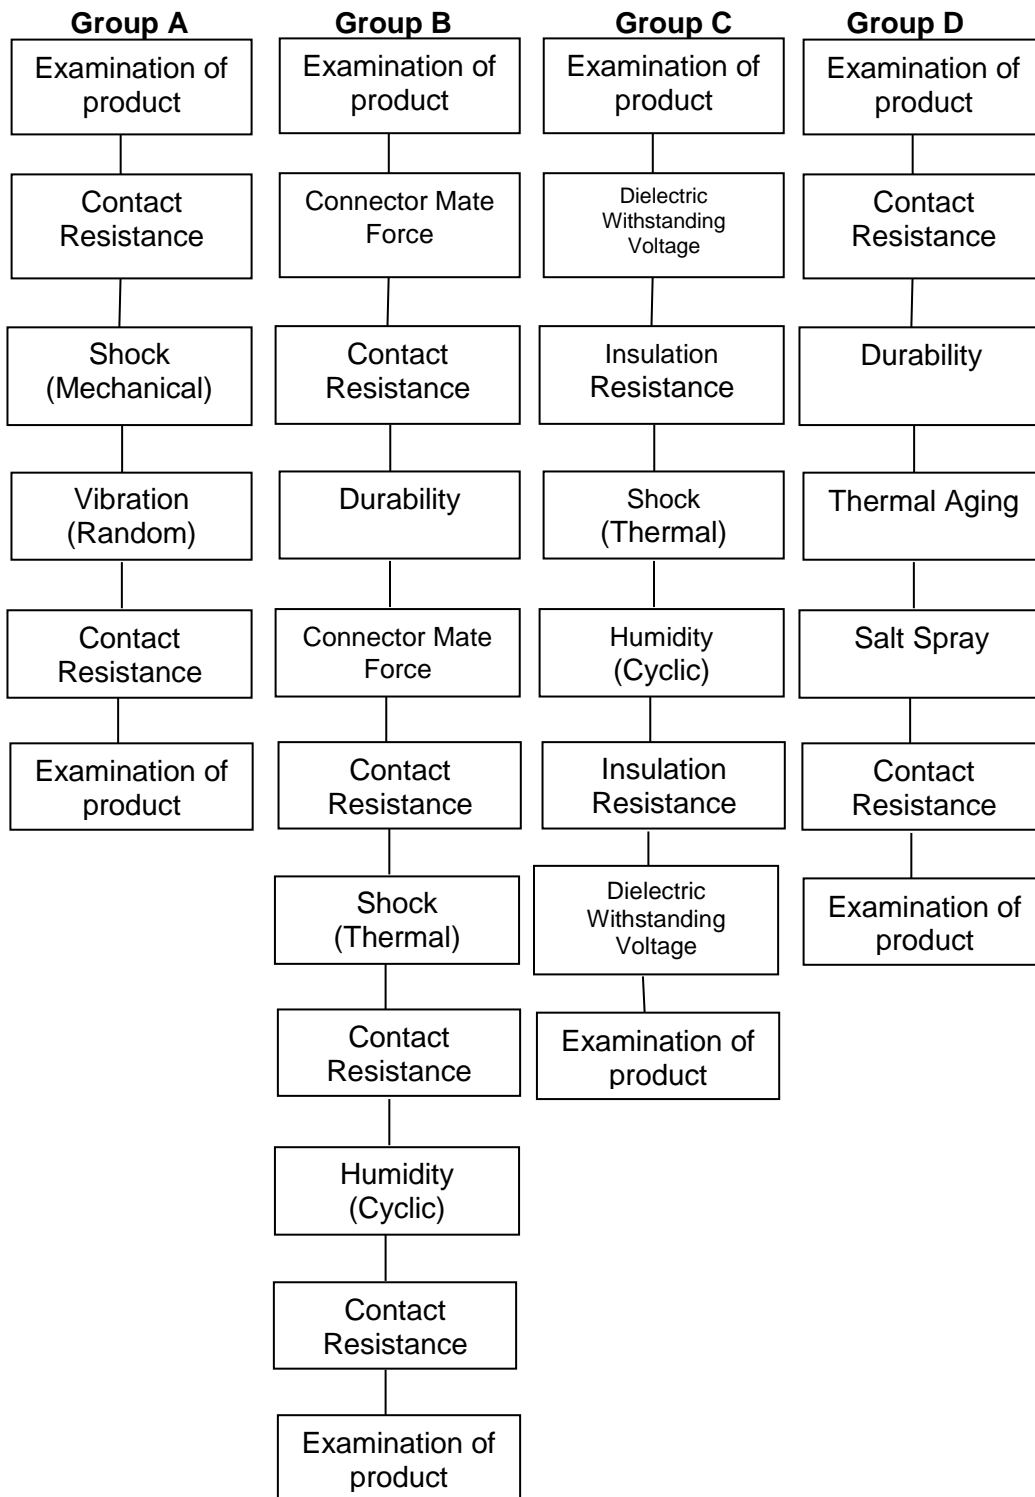 Group A
Examination of
product
Contact
Resistance
Shock
(Mechanical)
Vibration
(Random)
Contact
Resistance
Examination of
product
Group B
Examination of
product
Connector Mate
Force
Contact
Resistance
Durability
Connector Mate
Force
Contact
Resistance
Shock
(Thermal)
Contact
Resistance
Humidity
(Cyclic)
Contact
Resistance
Examination of
product
Group C
Examination of
product
Dielectric
Withstanding
Voltage
Insulation
Resistance
Shock
(Thermal)
Humidity
(Cyclic)
Insulation
Resistance
Dielectric
Withstanding
Voltage
Examination of
product
Group D
Examination of
product
Contact
Resistance
Durability
Thermal Aging
Salt Spray
Contact
Resistance
Examination of
product